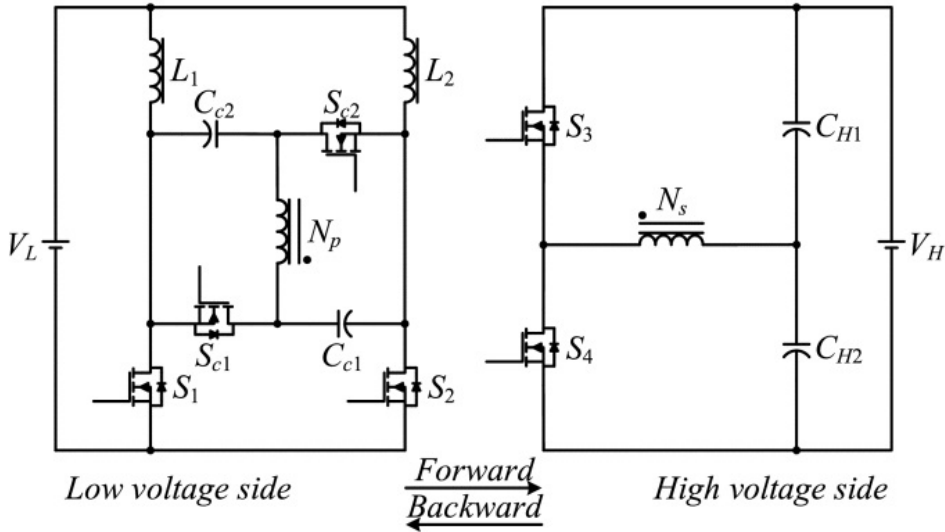 L1
L2
Cc2
Sc2
S3
CH1
Np
Ns
VL
VH
Sc1
Cc1
S4
CH2
S1
S2
Low voltage side
Forward
Backward
High voltage side